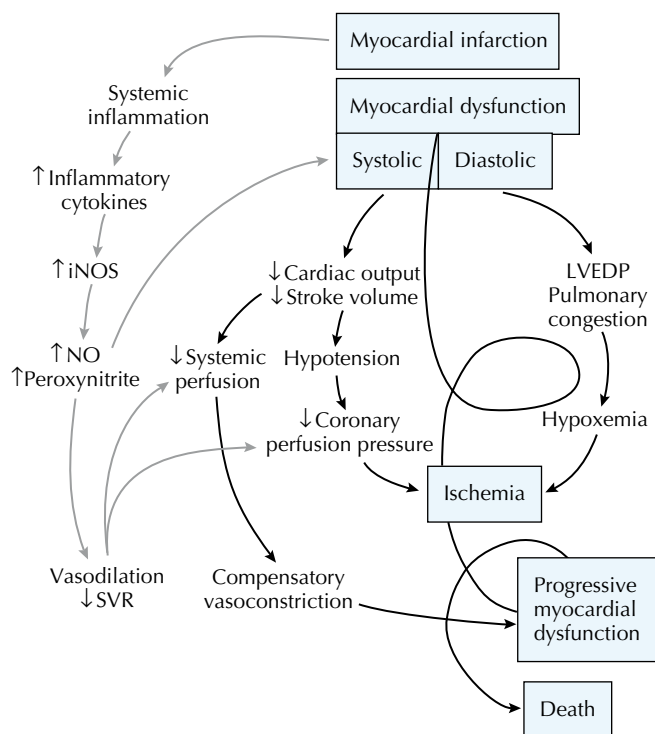 Myocardial infarction
Systemic
inflammation
Myocardial dysfunction
Systolic
Diastolic
↑Inflammatory
cytokines
↑iNOS
↓Cardiac output
↓Stroke volume
LVEDP
Pulmonary
congestion
↑NO
↑Peroxynitrite
↓Systemic
perfusion
Hypotension
↓Coronary
perfusion pressure
Hypoxemia
Ischemia
Vasodilation
↓SVR
Compensatory
vasoconstriction
Progressive
myocardial
dysfunction
Death